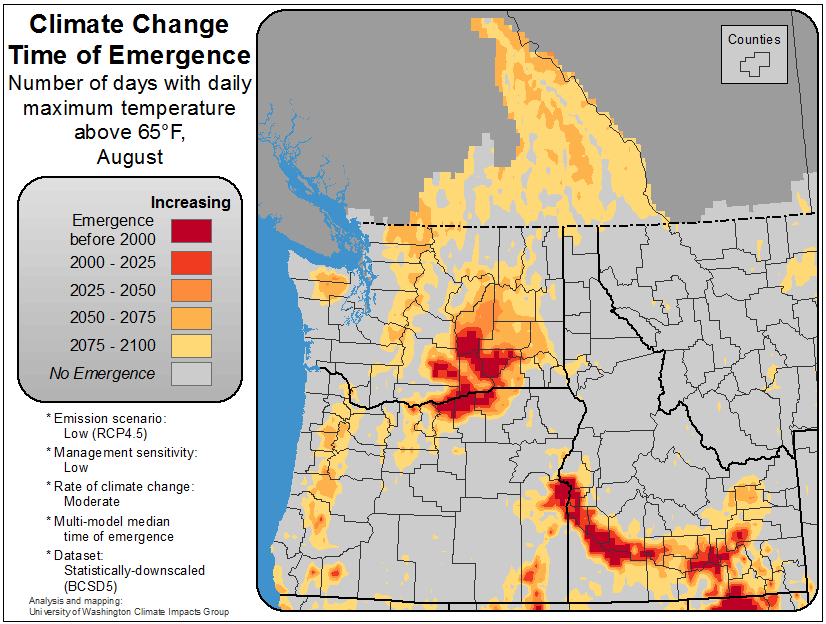 Climate Change
Time of Emergence
Number of days with daily
maximum temperature
above 65°F,
August
Increasing
Emergence
before 2000
2000 - 2025
2025 - 2050
2050 - 2075
2075 - 2100
No Emergence
* Emission scenario:
Low (RCP4.5)
* Management sensitivity:
Low
* Rate of climate change:
Moderate
* Multi-model median
time of emergence
* Dataset:
Statistically-downscaled
(BCSD5)
Analysis and mapping:
University of Washington Climate Impacts Group
Counties